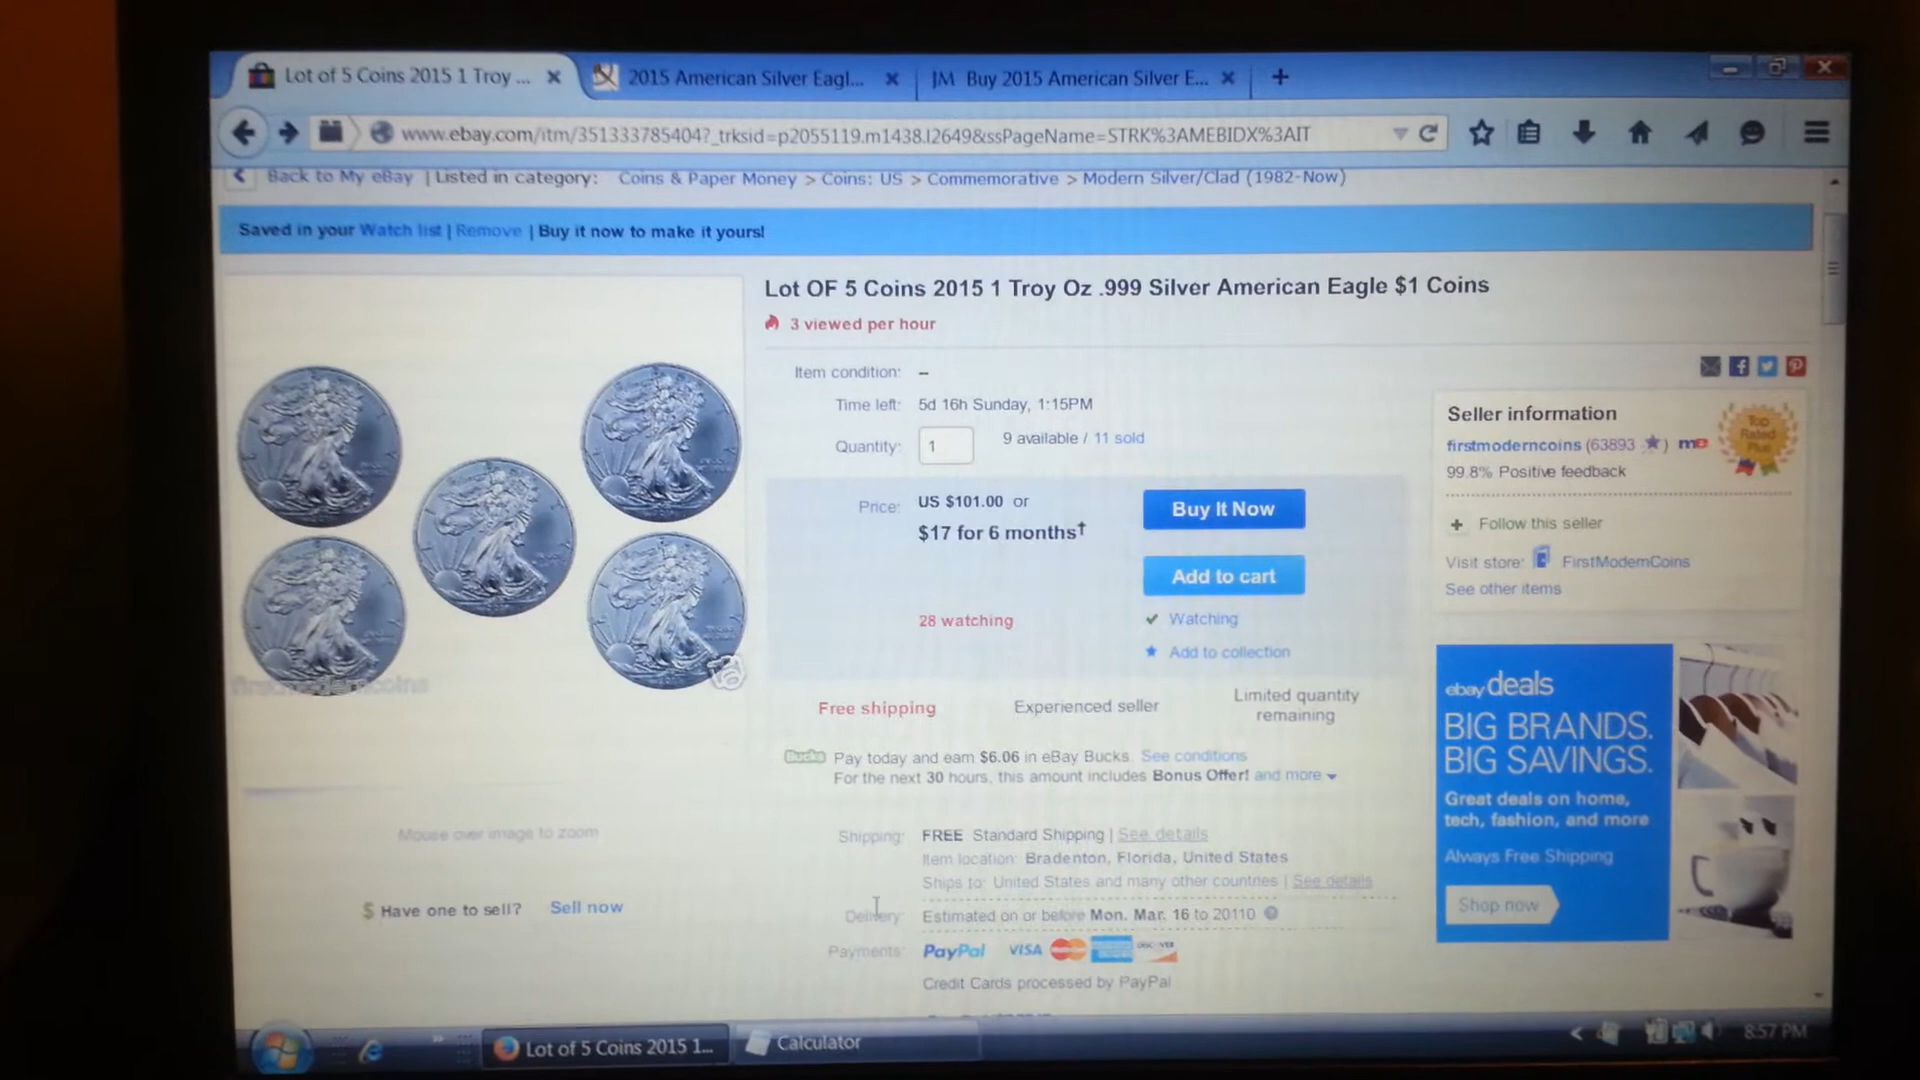 Lot of 5 Coins 2015 1 Troy ...
2015 American Silver Eagl...
JM Buy 2015 American Silver E...
www.ebay.com/itm/351333785404?_trksid=p2055119.m1438.l2649&ssPageName=STRK%3AMEBIDX%3AIT
Back to My eBay | Listed in category: Coins & Paper Money > Coins: US > Commemorative > Modern Silver/Clad (1982-Now)
Saved in your Watch list | Remove | Buy it now to make it yours!
Lot OF 5 Coins 2015 1 Troy Oz .999 Silver American Eagle $1 Coins
3 viewed per hour
Item condition: --
Time left: 5d 16h Sunday, 1:15PM
Quantity: 1 9 available / 11 sold
Price: US $101.00 or
$17 for 6 months†
Buy It Now
Add to cart
28 watching
Watching
Add to collection
Free shipping
Experienced seller
Limited quantity
remaining
Bucks Pay today and earn $6.06 in eBay Bucks. See conditions
For the next 30 hours, this amount includes Bonus Offer! and more
Shipping: FREE Standard Shipping | See details
Item location: Bradenton, Florida, United States
Ships to: United States and many other countries | See details
Delivery: Estimated on or before Mon. Mar. 16 to 20110
Payments: PayPal VISA DISCOVER
Credit Cards processed by PayPal
firstmoderncoins
Mouse over image to zoom
$ Have one to sell? Sell now
Seller information
firstmoderncoins (63893 ) me
99.8% Positive feedback
Top
Rated
Plus
+ Follow this seller
Visit store: FirstModernCoins
See other items
ebay deals
BIG BRANDS.
BIG SAVINGS.
Great deals on home,
tech, fashion, and more
Always Free Shipping
Shop now
Lot of 5 Coins 2015 1...
Calculator
8:57 PM